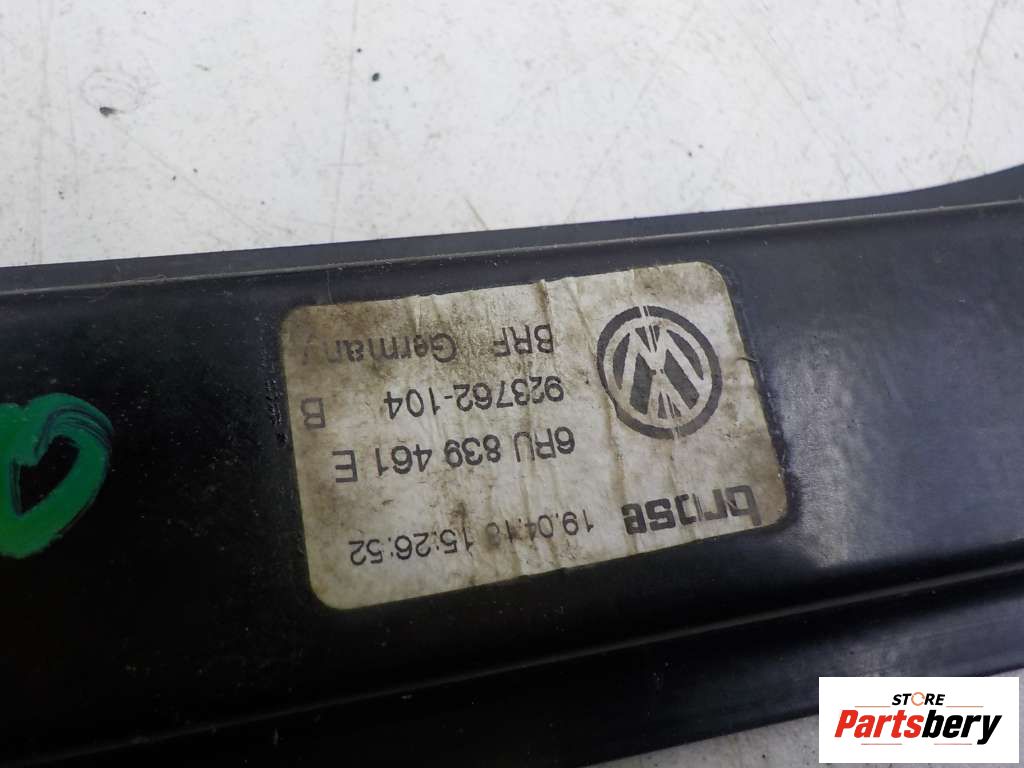 brose 19.04.18 15:26:52
6RU 839 461 E
923762-104 B
BRF Germany
STORE
Partsbery